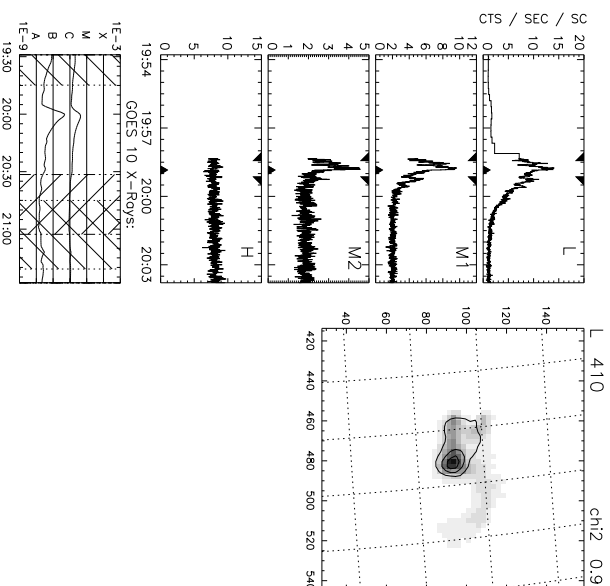 CTS / SEC / SC
0 5 10 15 20
L
0 2 4 6 8 10 12
M1
0 1 2 3 4 5
M2
0 5 10 15
H
19:54 19:57 20:00 20:03
GOES 10 X-Rays:
1E-9 A B C M X 1E-3
19:30 20:00 20:30 21:00
L 410 chi2 0.9
40 60 80 100 120 140
420 440 460 480 500 520 540